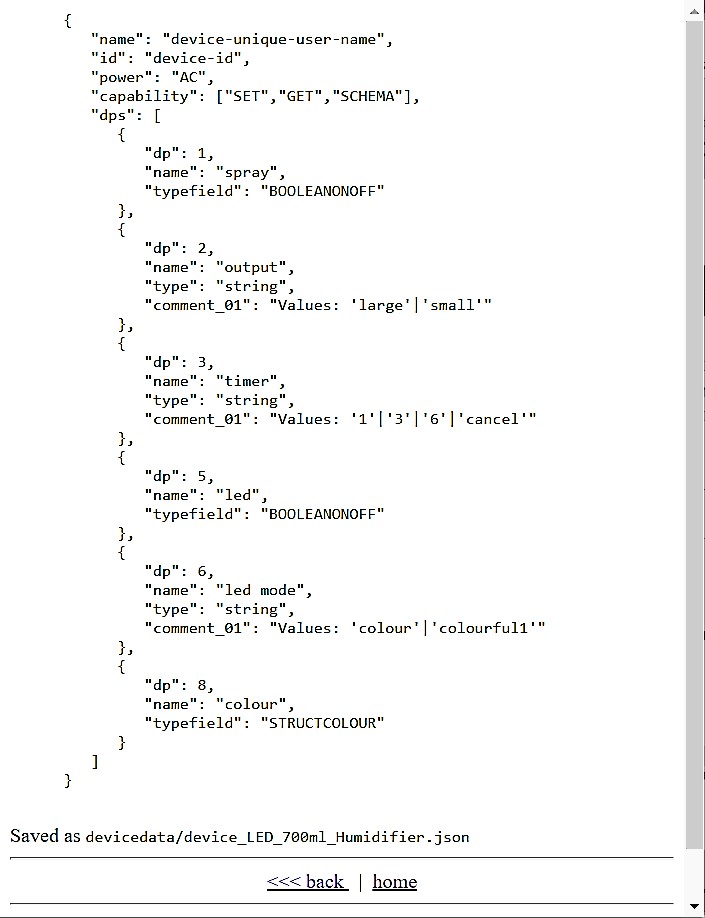 {
"name": "device-unique-user-name",
"id": "device-id",
"power": "AC",
"capability": ["SET","GET","SCHEMA"],
"dps": [
{
"dp": 1,
"name": "spray",
"typefield": "BOOLEANONOFF"
},
{
"dp": 2,
"name": "output",
"type": "string",
"comment_01": "Values: 'large'|'small'"
},
{
"dp": 3,
"name": "timer",
"type": "string",
"comment_01": "Values: '1'|'3'|'6'|'cancel'"
},
{
"dp": 5,
"name": "led",
"typefield": "BOOLEANONOFF"
},
{
"dp": 6,
"name": "led mode",
"type": "string",
"comment_01": "Values: 'colour'|'colourful1'"
},
{
"dp": 8,
"name": "colour",
"typefield": "STRUCTCOLOUR"
}
]
}
Saved as devicedata/device_LED_700ml_Humidifier.json
<<< back | home